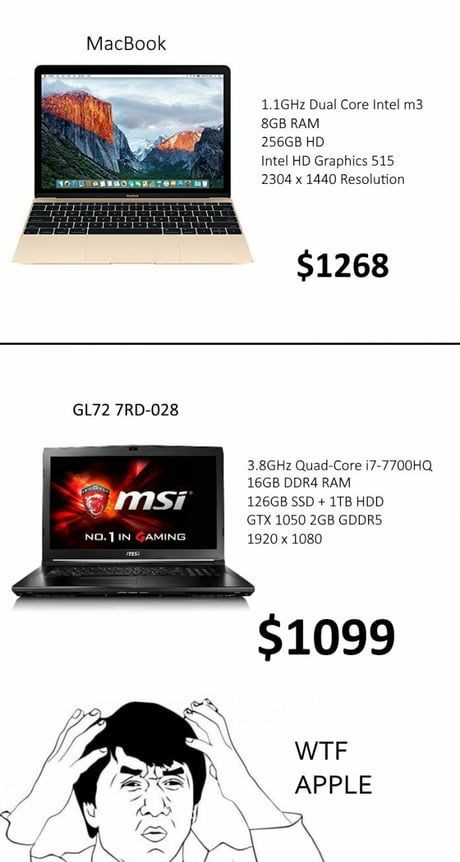 MacBook
1.1GHz Dual Core Intel m3
8GB RAM
256GB HD
Intel HD Graphics 515
2304 x 1440 Resolution
$1268
GL72 7RD-028
3.8GHz Quad-Core i7-7700HQ
16GB DDR4 RAM
126GB SSD + 1TB HDD
GTX 1050 2GB GDDR5
1920 x 1080
msi
NO.1 IN GAMING
msi
$1099
WTF
APPLE